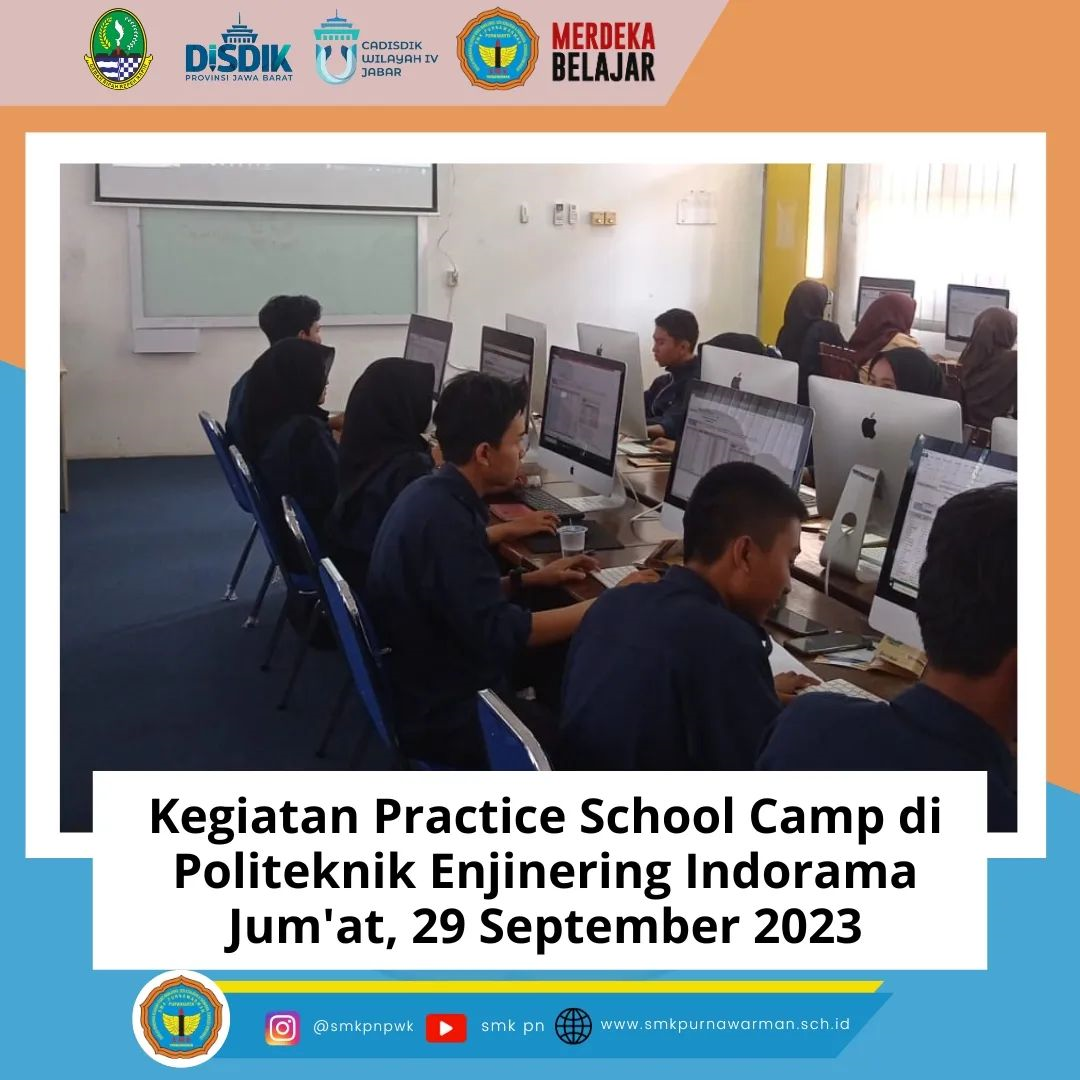 DISDIK
PROVINSI JAWA BARAT
CADISDIK
WILAYAH IV
JABAR
PURWAKARTA
MERDEKA
BELAJAR
Kegiatan Practice School Camp di
Politeknik Enjinering Indorama
Jum'at, 29 September 2023
@smkpnpwk
smk pn
www.smkpurnawarman.sch.id